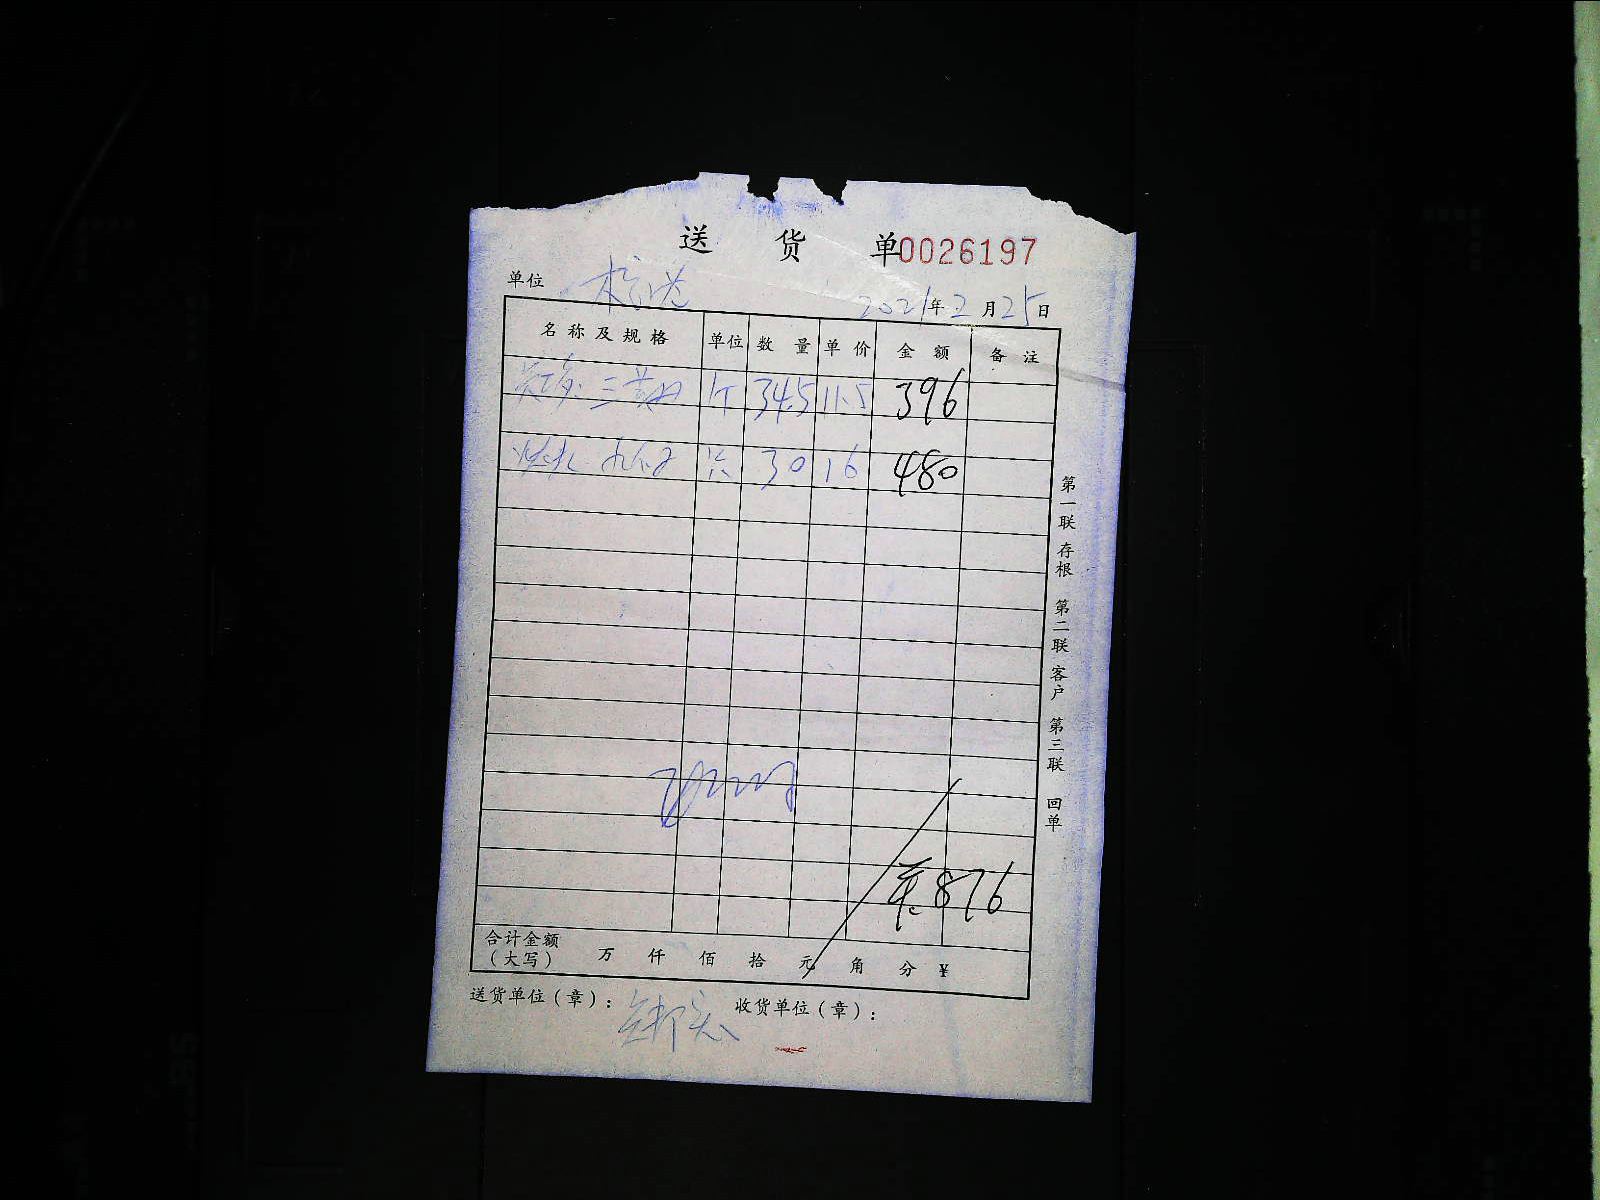 送 货 单0026197
单位
2021年2月25日
名称及规格 单位 数量 单价 金额 备注
斤 34.5 11.5 396
30 16 480
876
合计金额
（大写） 万 仟 佰 拾 元 角 分 ¥
送货单位（章）： 收货单位（章）：
第一联 存根 第二联 客户 第三联 回单